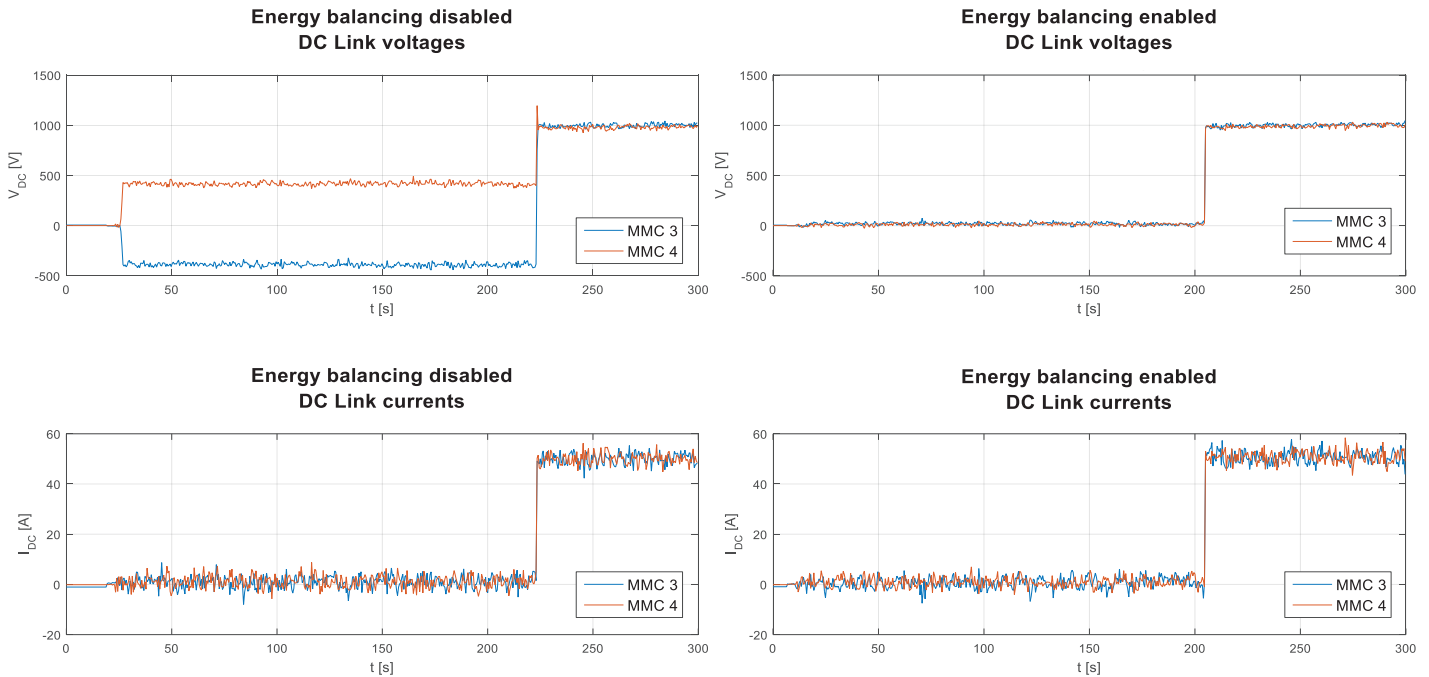 Energy balancing disabled
DC Link voltages
1500
1000
500
0
-500
V DC [V]
MMC 3
MMC 4
0 50 100 150 200 250 300
t [s]
Energy balancing enabled
DC Link voltages
1500
1000
500
0
-500
V DC [V]
MMC 3
MMC 4
0 50 100 150 200 250 300
t [s]
Energy balancing disabled
DC Link currents
60
40
20
0
-20
I DC [A]
MMC 3
MMC 4
0 50 100 150 200 250 300
t [s]
Energy balancing enabled
DC Link currents
60
40
20
0
-20
I DC [A]
MMC 3
MMC 4
0 50 100 150 200 250 300
t [s]